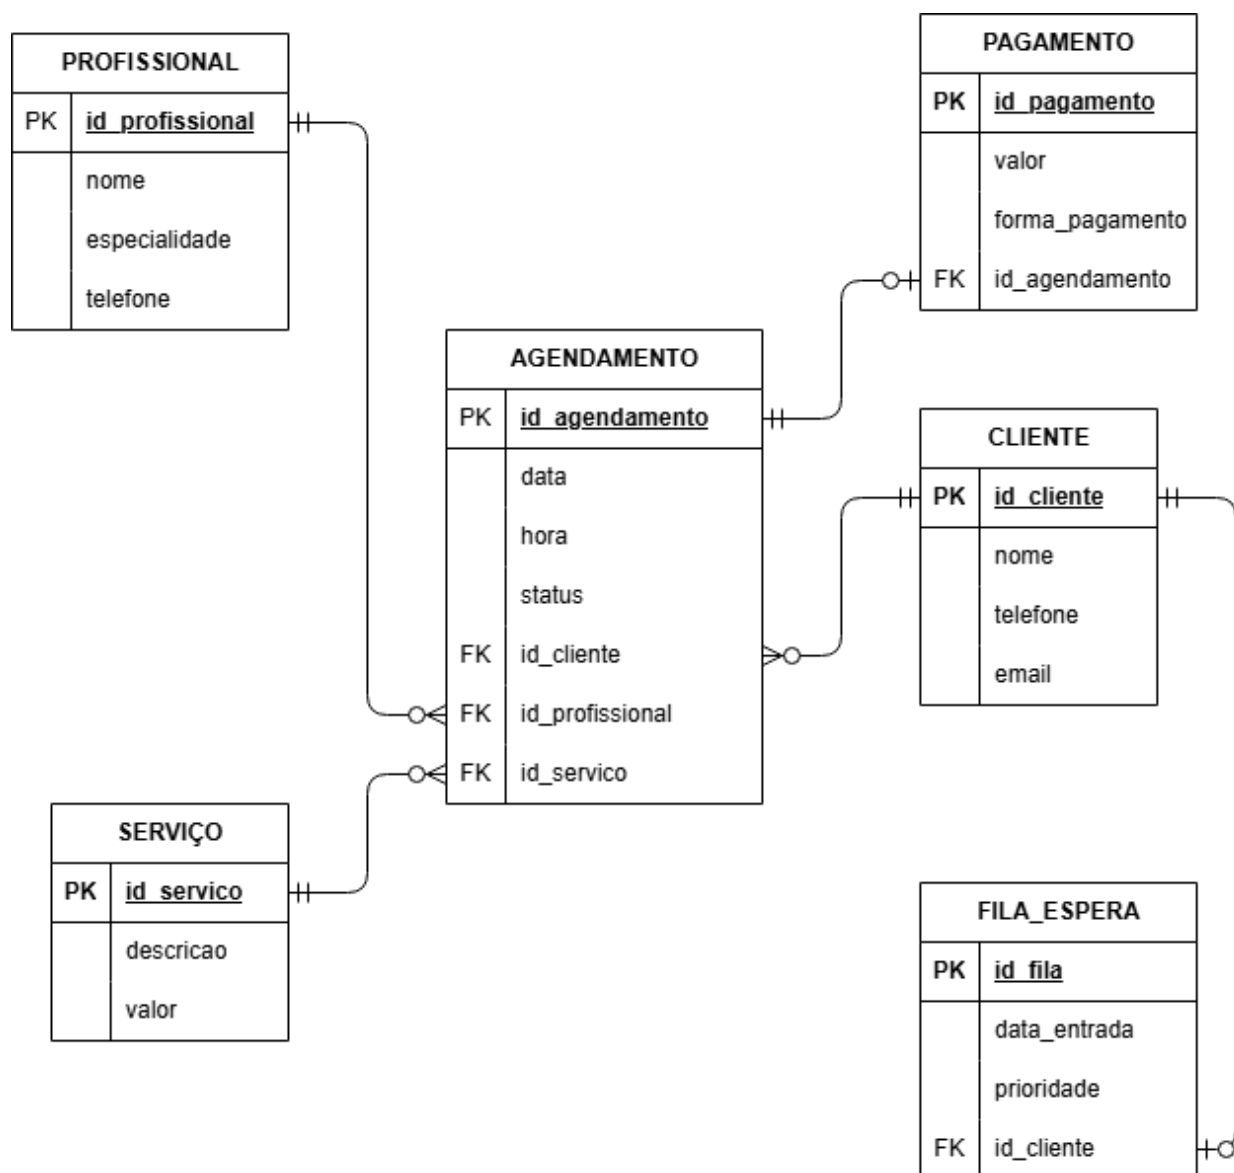 PROFISSIONAL
PK id_profissional
nome
especialidade
telefone
PAGAMENTO
PK id_pagamento
valor
forma_pagamento
FK id_agendamento
AGENDAMENTO
PK id_agendamento
data
hora
status
FK id_cliente
FK id_profissional
FK id_servico
CLIENTE
PK id_cliente
nome
telefone
email
SERVIÇO
PK id_servico
descricao
valor
FILA_ESPERA
PK id_fila
data_entrada
prioridade
FK id_cliente